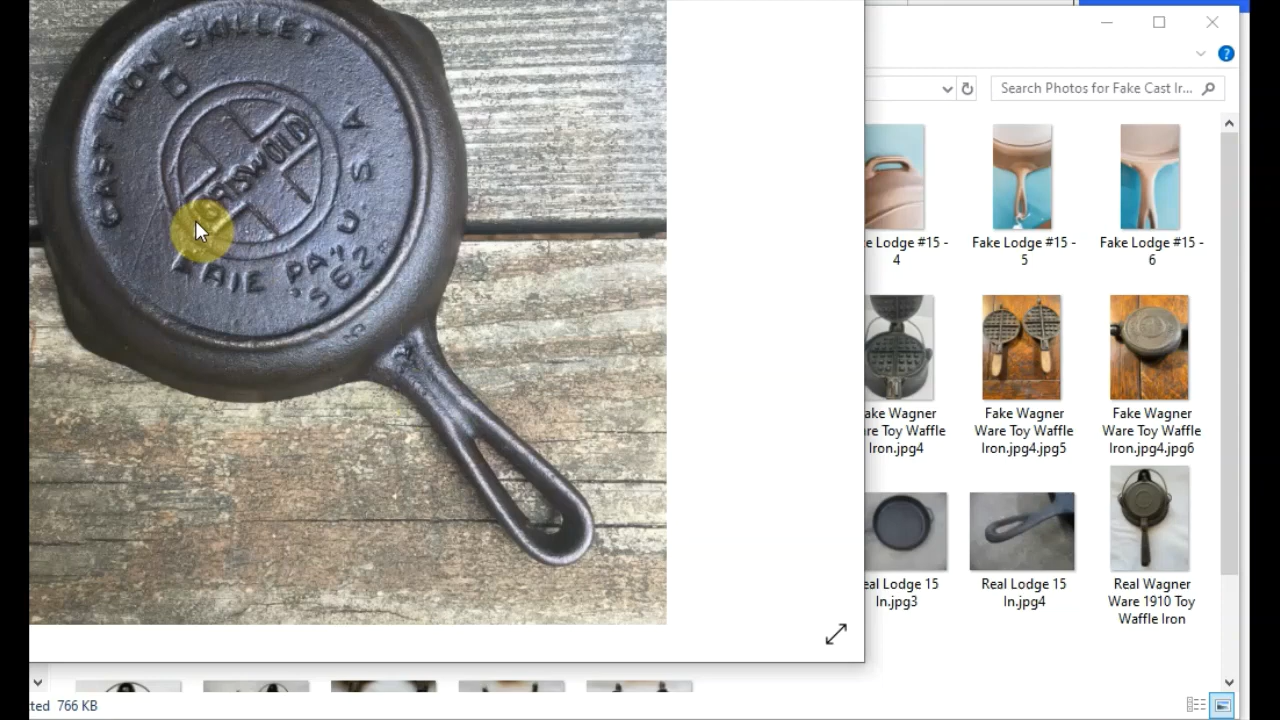 CAST IRON SKILLET
0
GRISWOLD
ERIE PA., U.S.A.
562
Search Photos for Fake Cast Ir...
e Lodge #15 -
4
Fake Lodge #15 -
5
Fake Lodge #15 -
6
ake Wagner
re Toy Waffle
Iron.jpg4
Fake Wagner
Ware Toy Waffle
Iron.jpg4.jpg5
Fake Wagner
Ware Toy Waffle
Iron.jpg4.jpg6
eal Lodge 15
In.jpg3
Real Lodge 15
In.jpg4
Real Wagner
Ware 1910 Toy
Waffle Iron
ted 766 KB